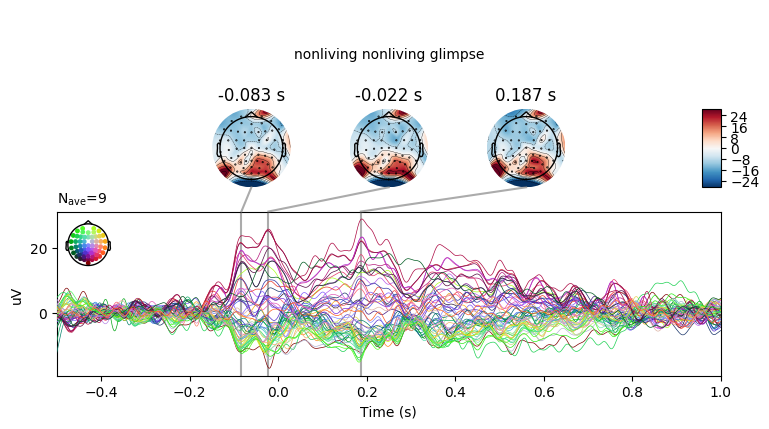 nonliving nonliving glimpse
-0.083 s -0.022 s 0.187 s
24
16
8
0
−8
−16
−24
Nave=9
20
0
uV
−0.4 −0.2 0.0 0.2 0.4 0.6 0.8 1.0
Time (s)